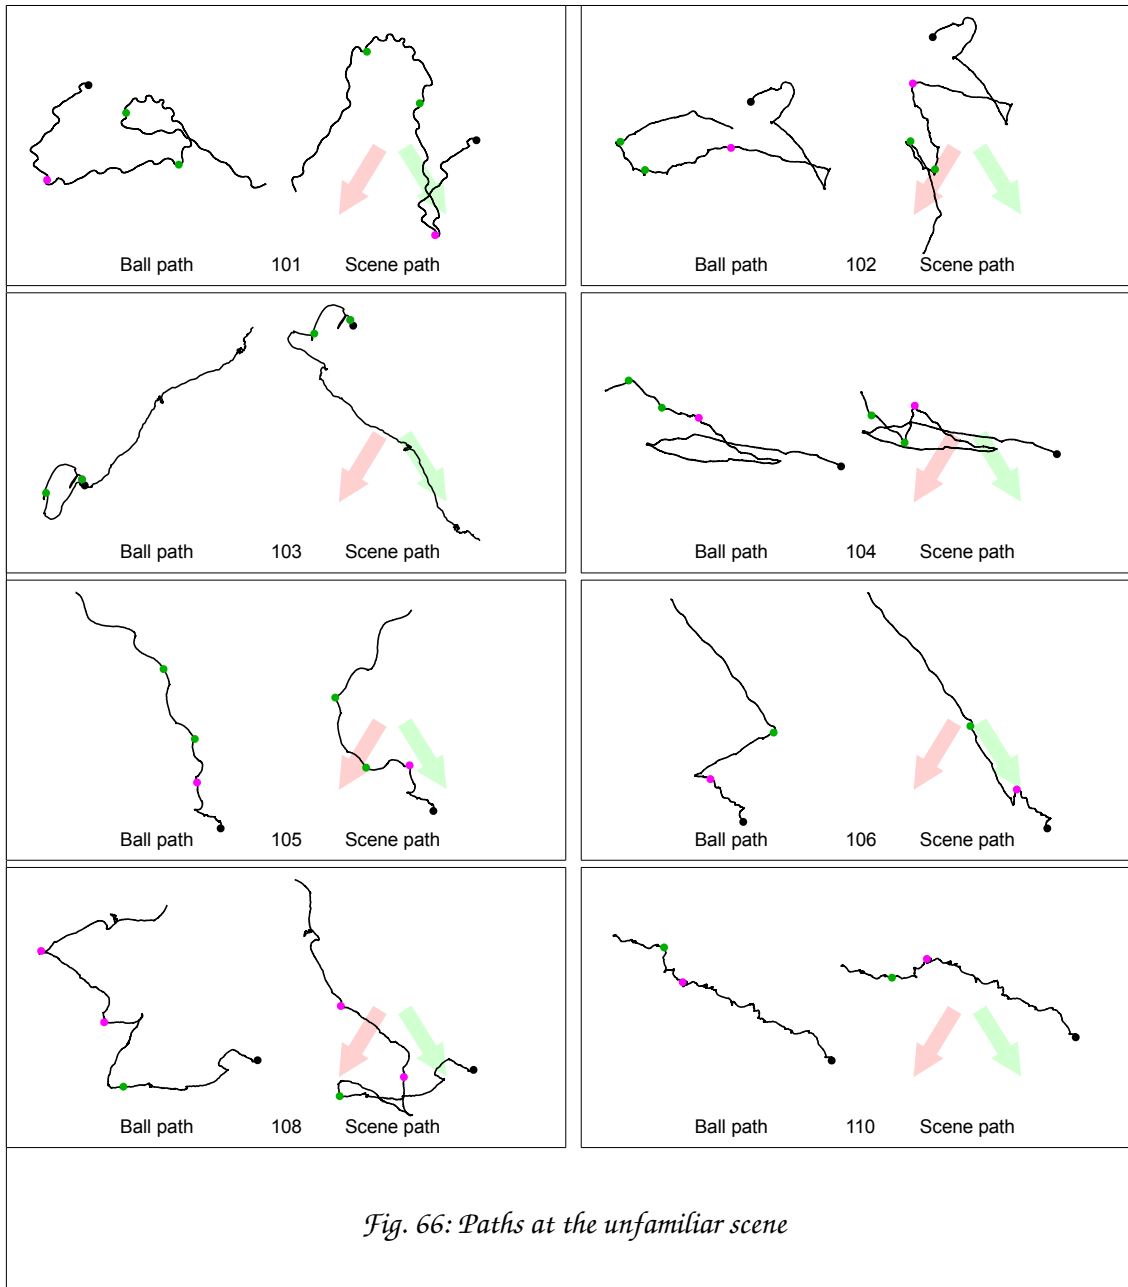 Ball path 101 Scene path
Ball path 102 Scene path
Ball path 103 Scene path
Ball path 104 Scene path
Ball path 105 Scene path
Ball path 106 Scene path
Ball path 108 Scene path
Ball path 110 Scene path
Fig. 66: Paths at the unfamiliar scene